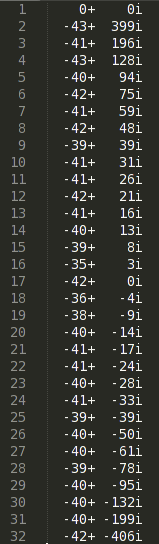 1 0+ 0i
2 -43+ 399i
3 -41+ 196i
4 -43+ 128i
5 -40+ 94i
6 -42+ 75i
7 -41+ 59i
8 -42+ 48i
9 -39+ 39i
10 -41+ 31i
11 -41+ 26i
12 -42+ 21i
13 -41+ 16i
14 -40+ 13i
15 -39+ 8i
16 -35+ 3i
17 -42+ 0i
18 -36+ -4i
19 -38+ -9i
20 -40+ -14i
21 -41+ -17i
22 -41+ -24i
23 -40+ -28i
24 -41+ -33i
25 -39+ -39i
26 -40+ -50i
27 -40+ -61i
28 -39+ -78i
29 -40+ -95i
30 -40+ -132i
31 -40+ -199i
32 -42+ -406i